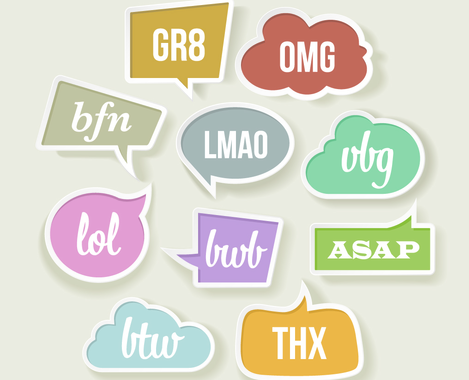 GR8
OMG
bfn
LMAO
vbg
lol
bwb
ASAP
btw
THX